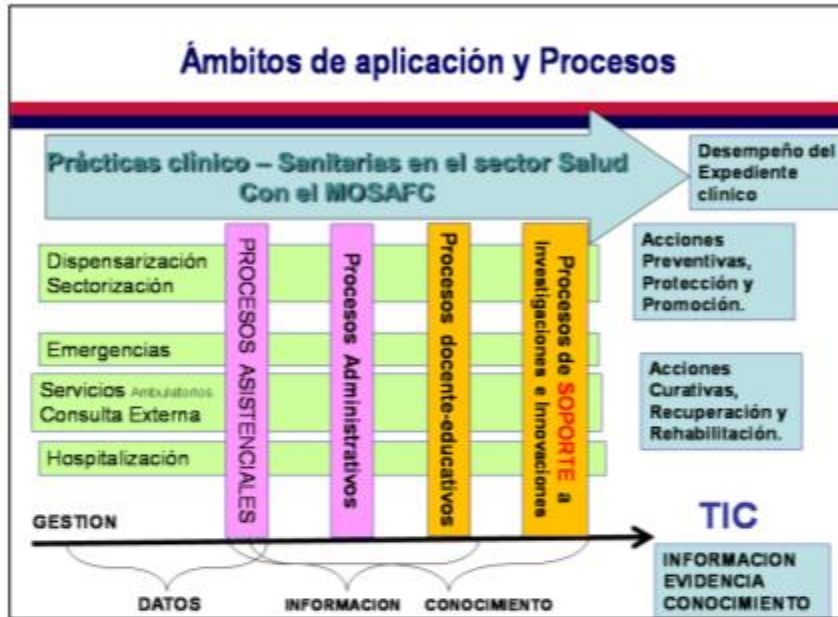 Ámbitos de aplicación y Procesos
Prácticas clínico – Sanitarias en el sector Salud
Con el MOSAFC
Desempeño del
Expediente
clínico
Dispensarización
Sectorización
Emergencias
Servicios Ambulatorios
Consulta Externa
Hospitalización
PROCESOS ASISTENCIALES
Procesos Administrativos
Procesos docente-educativos
Procesos de SOPORTE a
Investigaciones e Innovaciones
Acciones
Preventivas,
Protección y
Promoción.
Acciones
Curativas,
Recuperación y
Rehabilitación.
GESTION
TIC
DATOS
INFORMACION
CONOCIMIENTO
INFORMACION
EVIDENCIA
CONOCIMIENTO